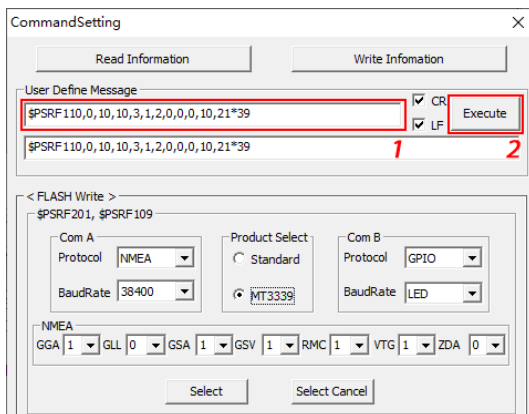 CommandSetting
Read Information Write Infomation
User Define Message
$PSRF110,0,10,10,3,1,2,0,0,0,10,21*39
CR
LF
Execute
1 2
$PSRF110,0,10,10,3,1,2,0,0,0,10,21*39
< FLASH Write >
$PSRF201, $PSRF109
Com A Product Select Com B
Protocol NMEA Standard Protocol GPIO
BaudRate 38400 MT3339 BaudRate LED
NMEA
GGA 1 GLL 0 GSA 1 GSV 1 RMC 1 VTG 1 ZDA 0
Select Select Cancel